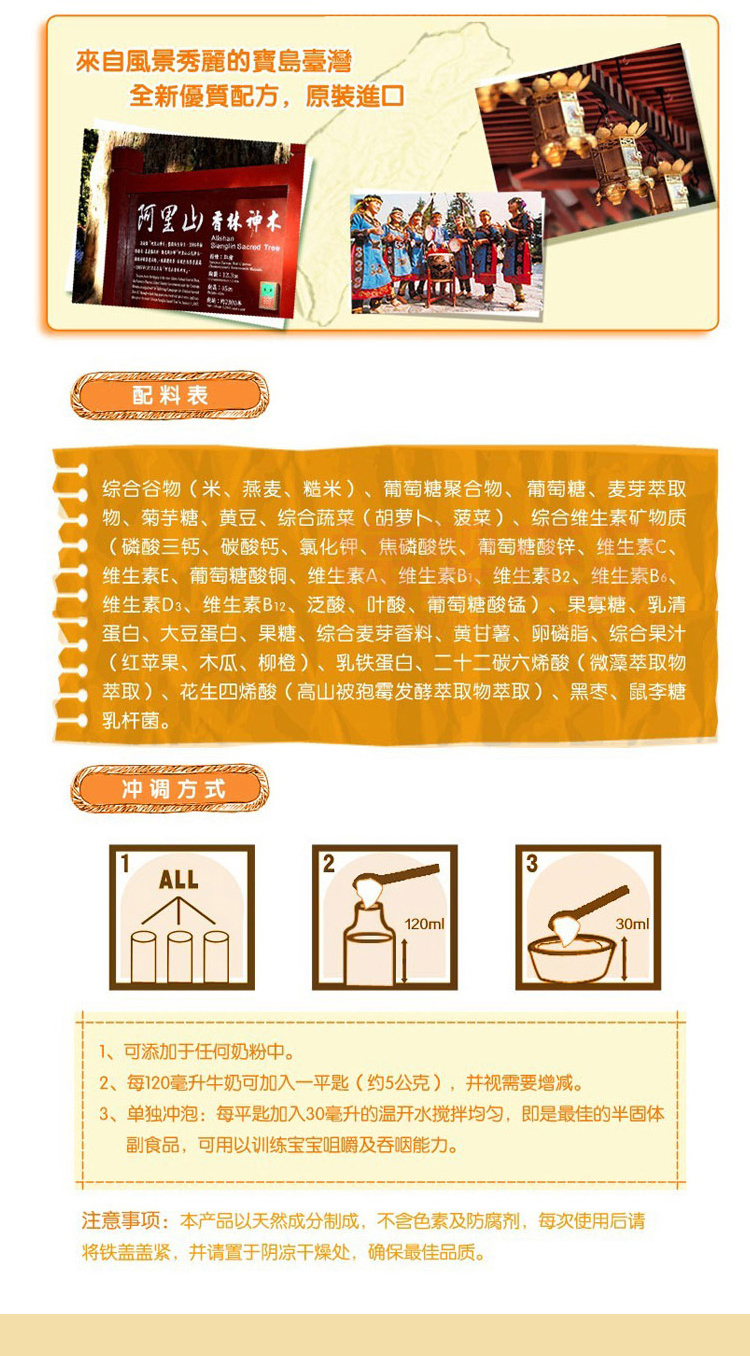 來自風景秀麗的寶島臺灣
全新優質配方，原裝進口
阿里山 香林神木
Alishan
Sianglin Sacred Tree
配料表
综合谷物（米、燕麦、糙米）、葡萄糖聚合物、葡萄糖、麦芽萃取
物、菊芋糖、黄豆、综合蔬菜（胡萝卜、菠菜）、综合维生素矿物质
（磷酸三钙、碳酸钙、氯化钾、焦磷酸铁、葡萄糖酸锌、维生素C、
维生素E、葡萄糖酸铜、维生素A、维生素B₁、维生素B2、维生素B₆、
维生素D₃、维生素B₁₂、泛酸、叶酸、葡萄糖酸锰）、果寡糖、乳清
蛋白、大豆蛋白、果糖、综合麦芽香料、黄甘薯、卵磷脂、综合果汁
（红苹果、木瓜、柳橙）、乳铁蛋白、二十二碳六烯酸（微藻萃取物
萃取）、花生四烯酸（高山被孢霉发酵萃取物萃取）、黑枣、鼠李糖
乳杆菌。
冲调方式
1
ALL
2
120ml
3
30ml
1、可添加于任何奶粉中。
2、每120毫升牛奶可加入一平匙（约5公克），并视需要增减。
3、单独冲泡：每平匙加入30毫升的温开水搅拌均匀，即是最佳的半固体
副食品，可用以训练宝宝咀嚼及吞咽能力。
注意事项：本产品以天然成分制成，不含色素及防腐剂，每次使用后请
将铁盖盖紧，并请置于阴凉干燥处，确保最佳品质。